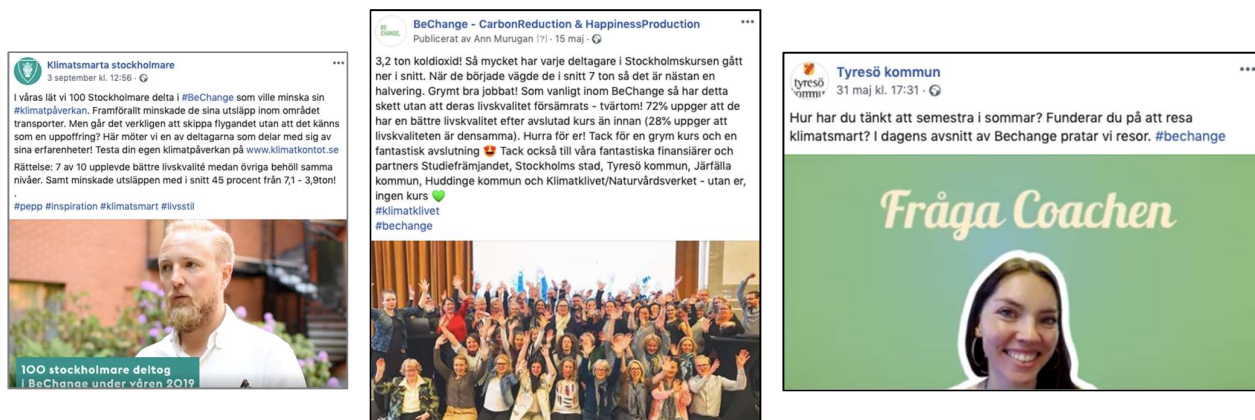 Klimatsmarta stockholmare
3 september kl. 12:56 ·
I våras lät vi 100 Stockholmare delta i #BeChange som ville minska sin
#klimatpåverkan. Framförallt minskade de sina utsläpp inom området
transporter. Men går det verkligen att skippa flygandet utan att det känns
som en uppoffring? Här möter vi en av deltagarna som delar med sig av
sina erfarenheter! Testa din egen klimatpåverkan på www.klimatkontot.se
Rättelse: 7 av 10 upplevde bättre livskvalité medan övriga behöll samma
nivåer. Samt minskade utsläppen med i snitt 45 procent från 7,1 - 3,9ton!
.
#pepp #inspiration #klimatsmart #livsstil
100 stockholmare deltog
i BeChange under våren 2019
BE
CHANGE.
BeChange - CarbonReduction & HappinessProduction
Publicerat av Ann Murugan [?] · 15 maj ·
3,2 ton koldioxid! Så mycket har varje deltagare i Stockholmskursen gått
ner i snitt. När de började vägde de i snitt 7 ton så det är nästan en
halvering. Grymt bra jobbat! Som vanligt inom BeChange så har detta
skett utan att deras livskvalitet försämrats - tvärtom! 72% uppger att de
har en bättre livskvalitet efter avslutad kurs än innan (28% uppger att
livskvaliteten är densamma). Hurra för er! Tack för en grym kurs och en
fantastisk avslutning 😍 Tack också till våra fantastiska finansiärer och
partners Studiefrämjandet, Stockholms stad, Tyresö kommun, Järfälla
kommun, Huddinge kommun och Klimatklivet/Naturvårdsverket - utan er,
ingen kurs 💚
#klimatklivet
#bechange
tyresö
Tyresö kommun
31 maj kl. 17:31 ·
Hur har du tänkt att semestra i sommar? Funderar du på att resa
klimatsmart? I dagens avsnitt av Bechange pratar vi resor. #bechange
Fråga Coachen